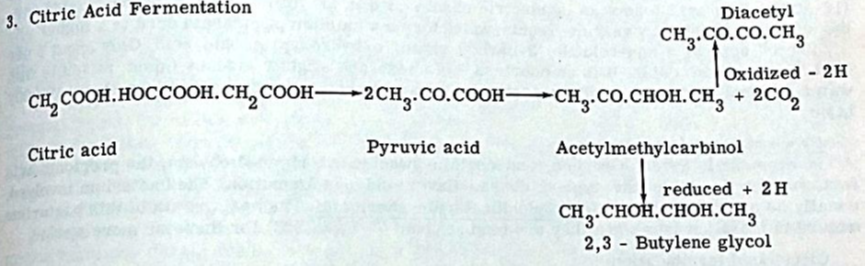 3. Citric Acid Fermentation
Diacetyl
CH₃.CO.CO.CH₃
Oxidized - 2H
CH₂COOH.HOCCOOH.CH₂COOH→2CH₃.CO.COOH→CH₃.CO.CHOH.CH₃ + 2CO₂
Citric acid Pyruvic acid Acetylmethylcarbinol
reduced + 2H
CH₃.CHOH.CHOH.CH₃
2,3 - Butylene glycol